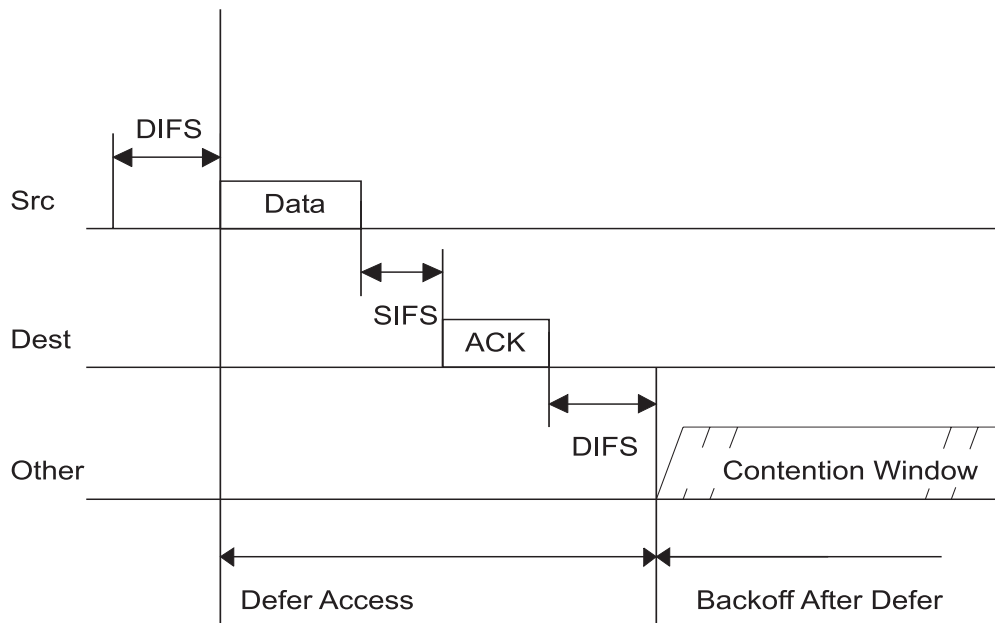 DIFS
Src
Data
SIFS
Dest
ACK
DIFS
Other
Contention Window
Defer Access
Backoff After Defer